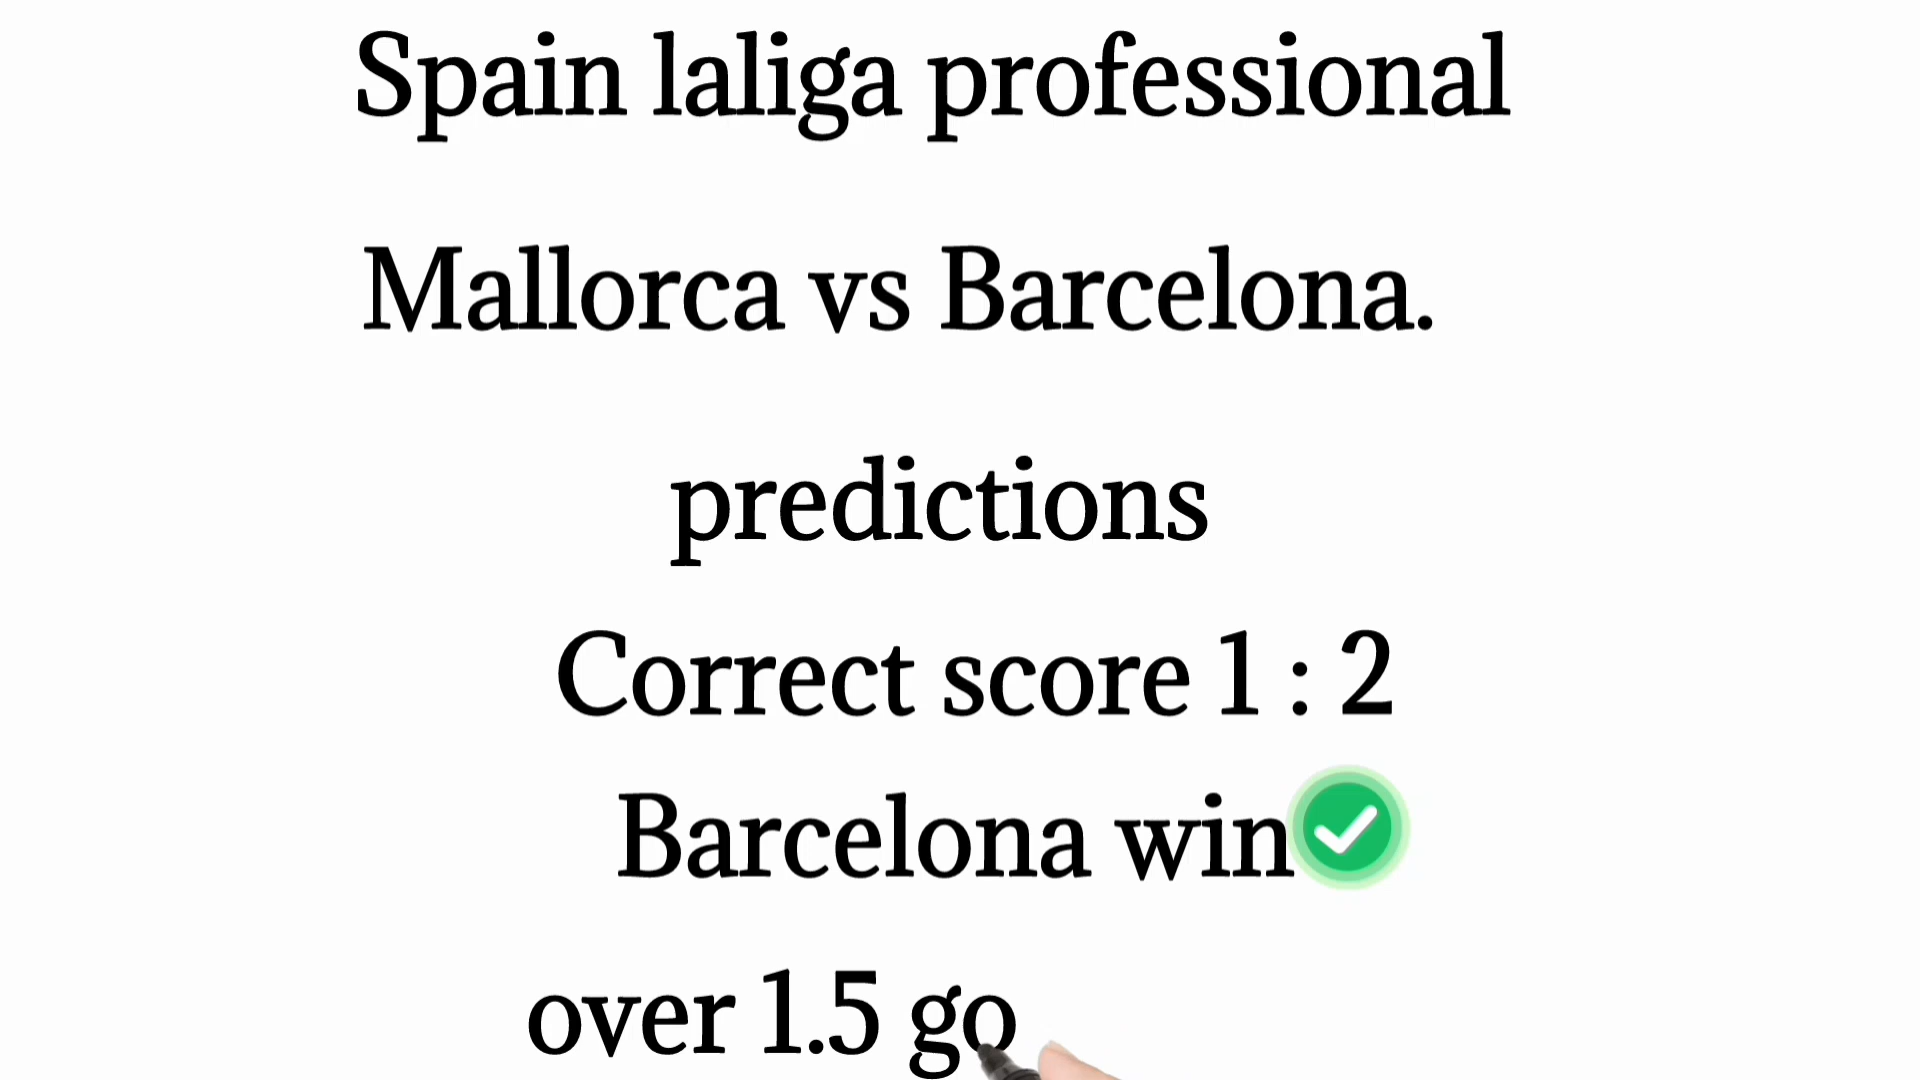 Spain laliga professional
Mallorca vs Barcelona.
predictions
Correct score 1 : 2
Barcelona win
over 1.5 go